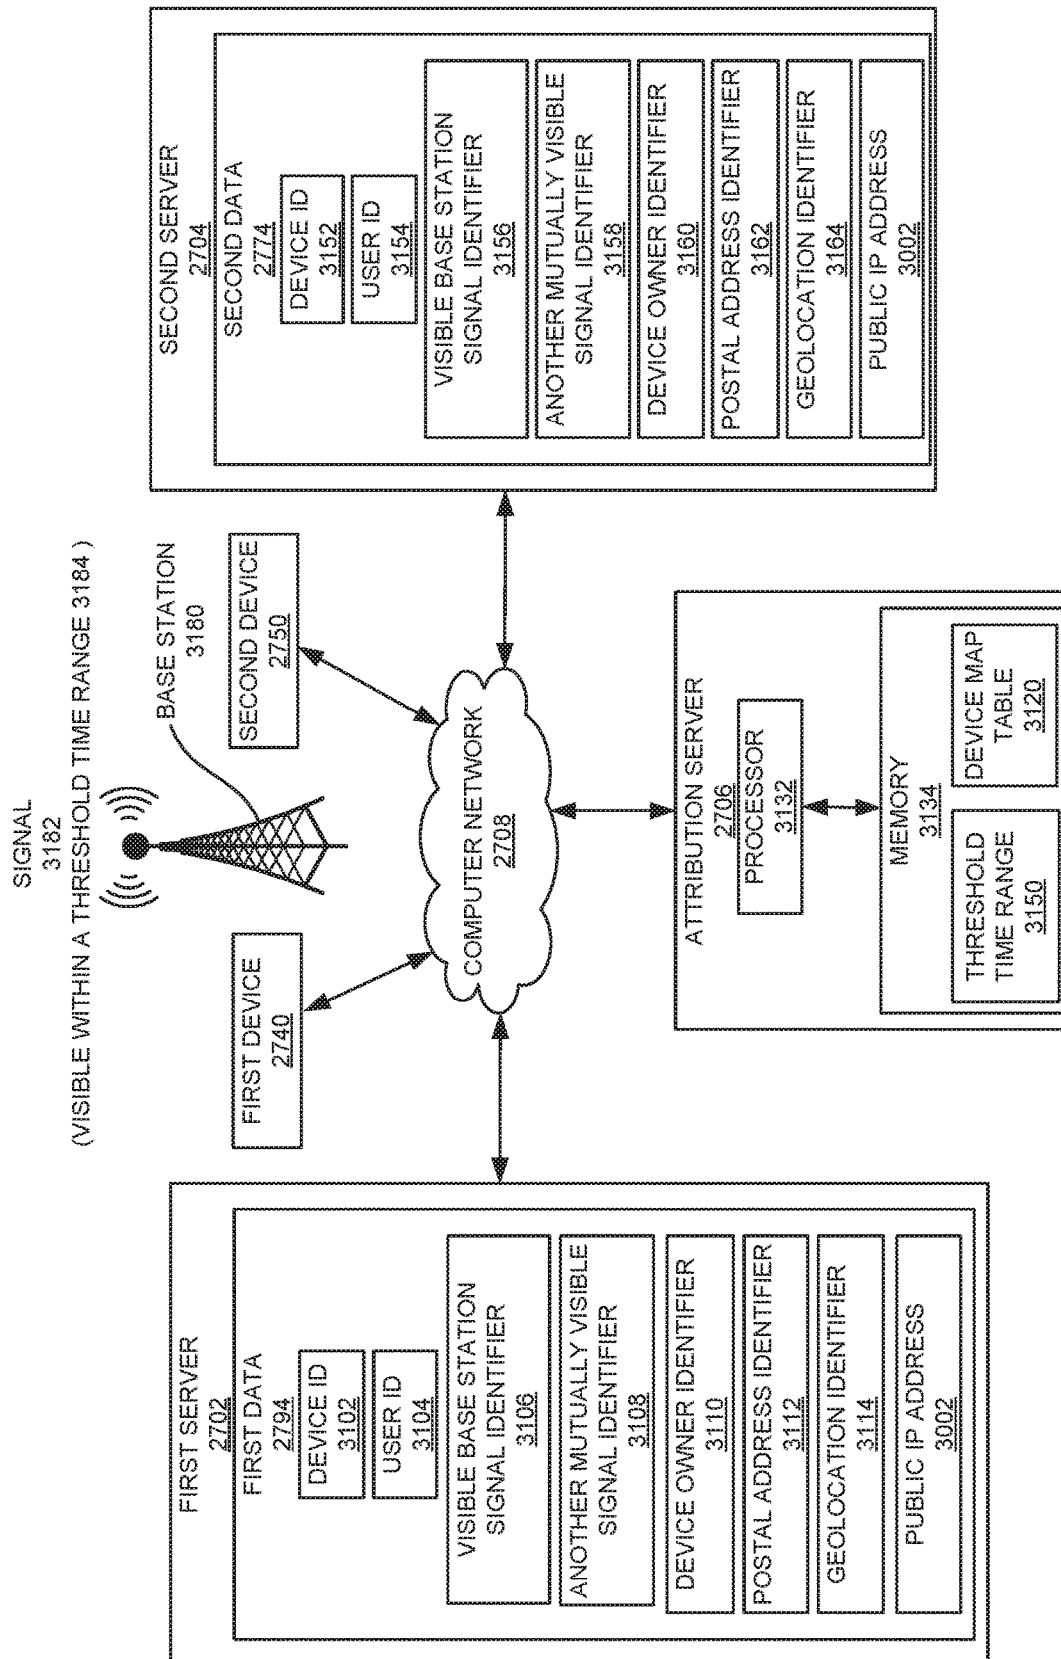 SIGNAL
3182
(VISIBLE WITHIN A THRESHOLD TIME RANGE 3184 )
BASE STATION
3180
FIRST DEVICE
2740
SECOND DEVICE
2750
COMPUTER NETWORK
2708
FIRST SERVER
2702
FIRST DATA
2794
DEVICE ID
3102
USER ID
3104
VISIBLE BASE STATION
SIGNAL IDENTIFIER
3106
ANOTHER MUTUALLY VISIBLE
SIGNAL IDENTIFIER
3108
DEVICE OWNER IDENTIFIER
3110
POSTAL ADDRESS IDENTIFIER
3112
GEOLOCATION IDENTIFIER
3114
PUBLIC IP ADDRESS
3002
ATTRIBUTION SERVER
2706
PROCESSOR
3132
MEMORY
3134
THRESHOLD
TIME RANGE
3150
DEVICE MAP
TABLE
3120
SECOND SERVER
2704
SECOND DATA
2774
DEVICE ID
3152
USER ID
3154
VISIBLE BASE STATION
SIGNAL IDENTIFIER
3156
ANOTHER MUTUALLY VISIBLE
SIGNAL IDENTIFIER
3158
DEVICE OWNER IDENTIFIER
3160
POSTAL ADDRESS IDENTIFIER
3162
GEOLOCATION IDENTIFIER
3164
PUBLIC IP ADDRESS
3002